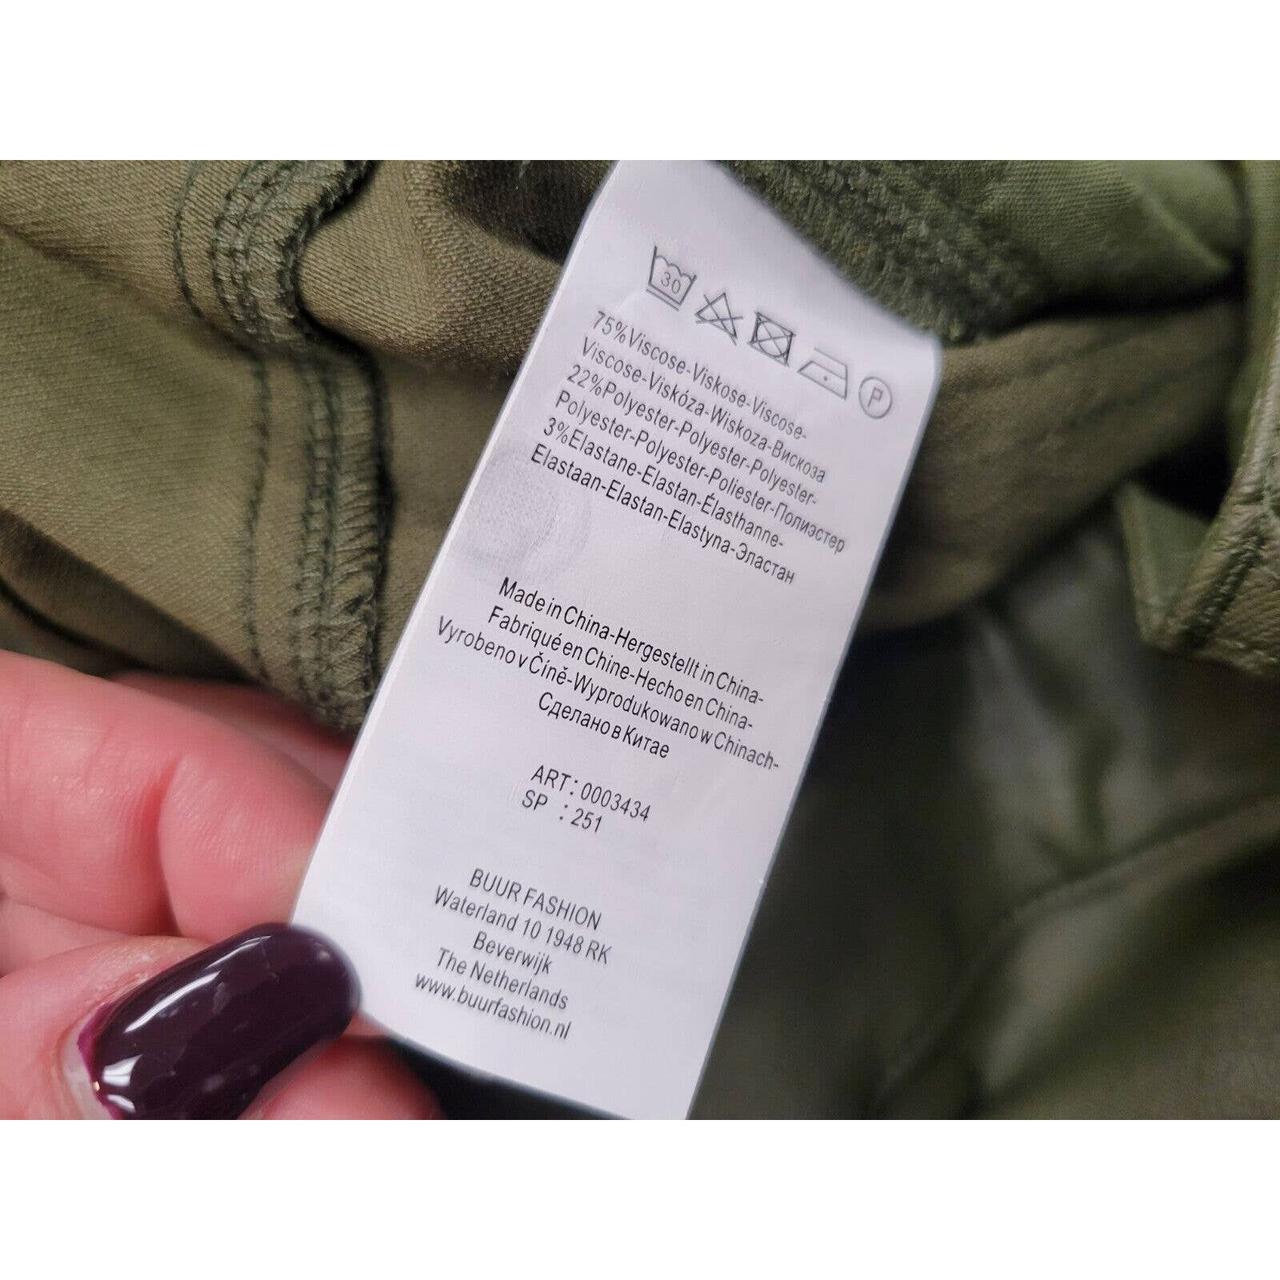 30
P
75%Viscose-Viskose-Viscose-
Viscose-Viskóza-Wiskoza-Вискоза
22%Polyester-Polyester-Polyester-
Polyester-Polyester-Poliester-Полиэстер
3%Elastane-Elastan-Élasthanne-
Elastaan-Elastan-Elastyna-Эластан
Made in China-Hergestellt in China-
Fabriqué en Chine-Hecho en China-
Vyrobeno v Číně-Wyprodukowano w Chinach-
Сделано в Китае
ART: 0003434
SP : 251
BUUR FASHION
Waterland 10 1948 RK
Beverwijk
The Netherlands
www.buurfashion.nl